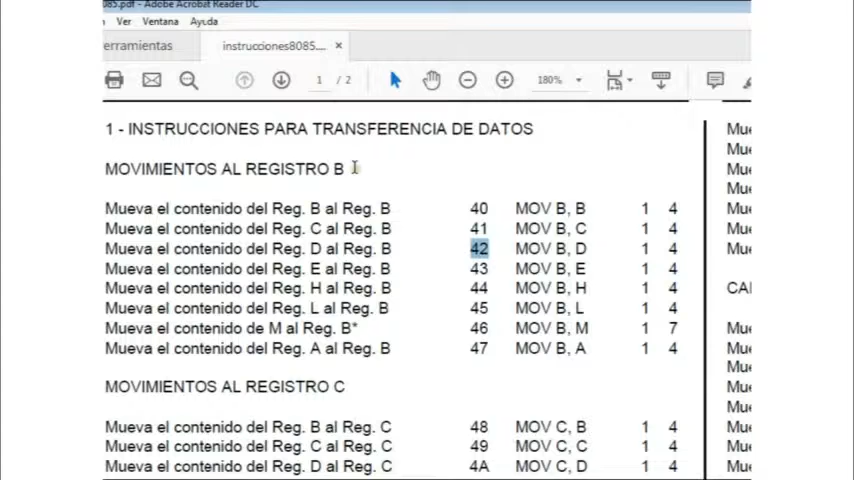 085.pdf - Adobe Acrobat Reader DC
Ver Ventana Ayuda
erramientas instrucciones8085.... ×
1 / 2 180%
1 - INSTRUCCIONES PARA TRANSFERENCIA DE DATOS
MOVIMIENTOS AL REGISTRO B
Mueva el contenido del Reg. B al Reg. B 40 MOV B, B 1 4
Mueva el contenido del Reg. C al Reg. B 41 MOV B, C 1 4
Mueva el contenido del Reg. D al Reg. B 42 MOV B, D 1 4
Mueva el contenido del Reg. E al Reg. B 43 MOV B, E 1 4
Mueva el contenido del Reg. H al Reg. B 44 MOV B, H 1 4
Mueva el contenido del Reg. L al Reg. B 45 MOV B, L 1 4
Mueva el contenido de M al Reg. B* 46 MOV B, M 1 7
Mueva el contenido del Reg. A al Reg. B 47 MOV B, A 1 4
MOVIMIENTOS AL REGISTRO C
Mueva el contenido del Reg. B al Reg. C 48 MOV C, B 1 4
Mueva el contenido del Reg. C al Reg. C 49 MOV C, C 1 4
Mueva el contenido del Reg. D al Reg. C 4A MOV C, D 1 4